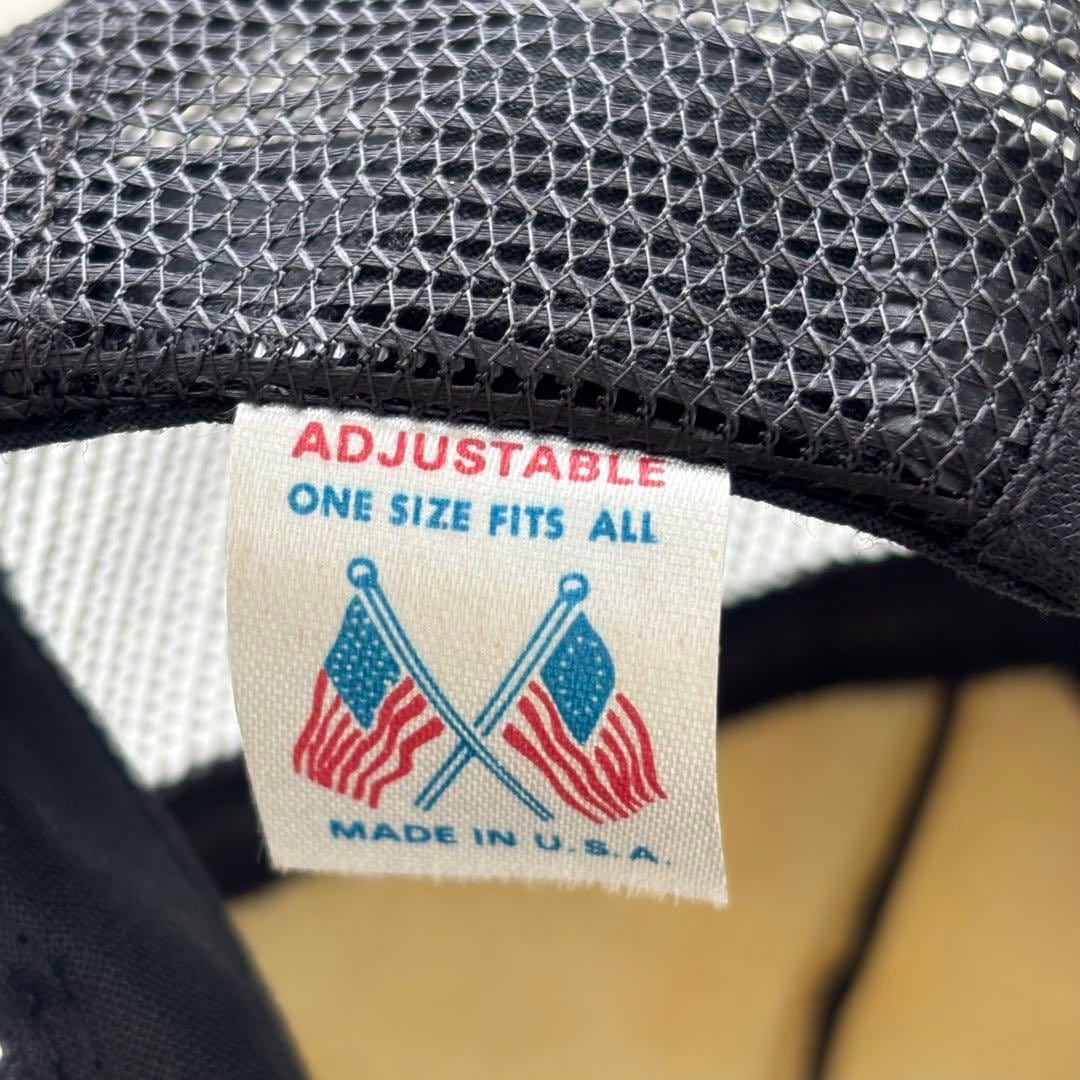 ADJUSTABLE
ONE SIZE FITS ALL
MADE IN U.S.A.